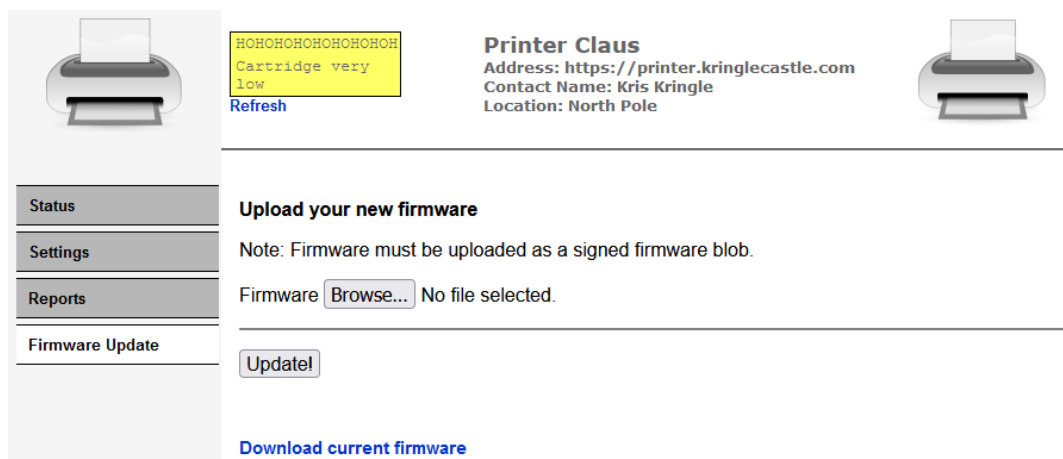 HOHOHOHOHOHOHOHOH
Cartridge very
low
Refresh
Printer Claus
Address: https://printer.kringlecastle.com
Contact Name: Kris Kringle
Location: North Pole
Status
Settings
Reports
Firmware Update
Upload your new firmware
Note: Firmware must be uploaded as a signed firmware blob.
Firmware Browse... No file selected.
Update!
Download current firmware